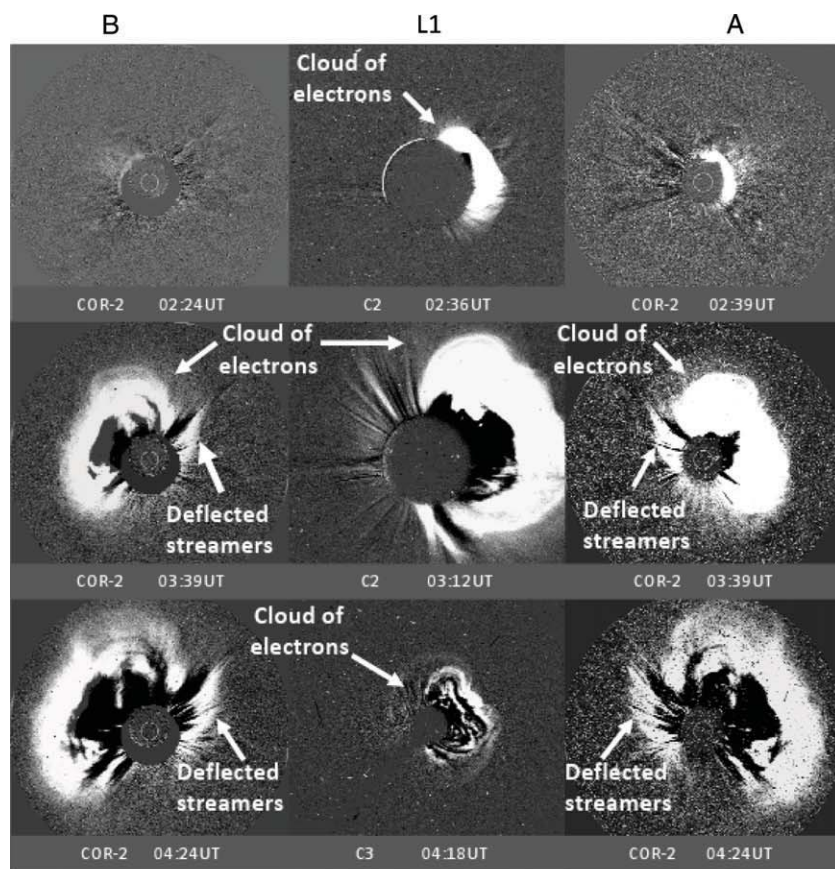 B L1 A
Cloud of
electrons
COR-2 02:24UT C2 02:36UT COR-2 02:39UT
Cloud of
electrons
Cloud of
electrons
Deflected
streamers
Deflected
streamers
COR-2 03:39UT C2 03:12UT COR-2 03:39UT
Cloud of
electrons
Deflected
streamers
Deflected
streamers
COR-2 04:24UT C3 04:18UT COR-2 04:24UT